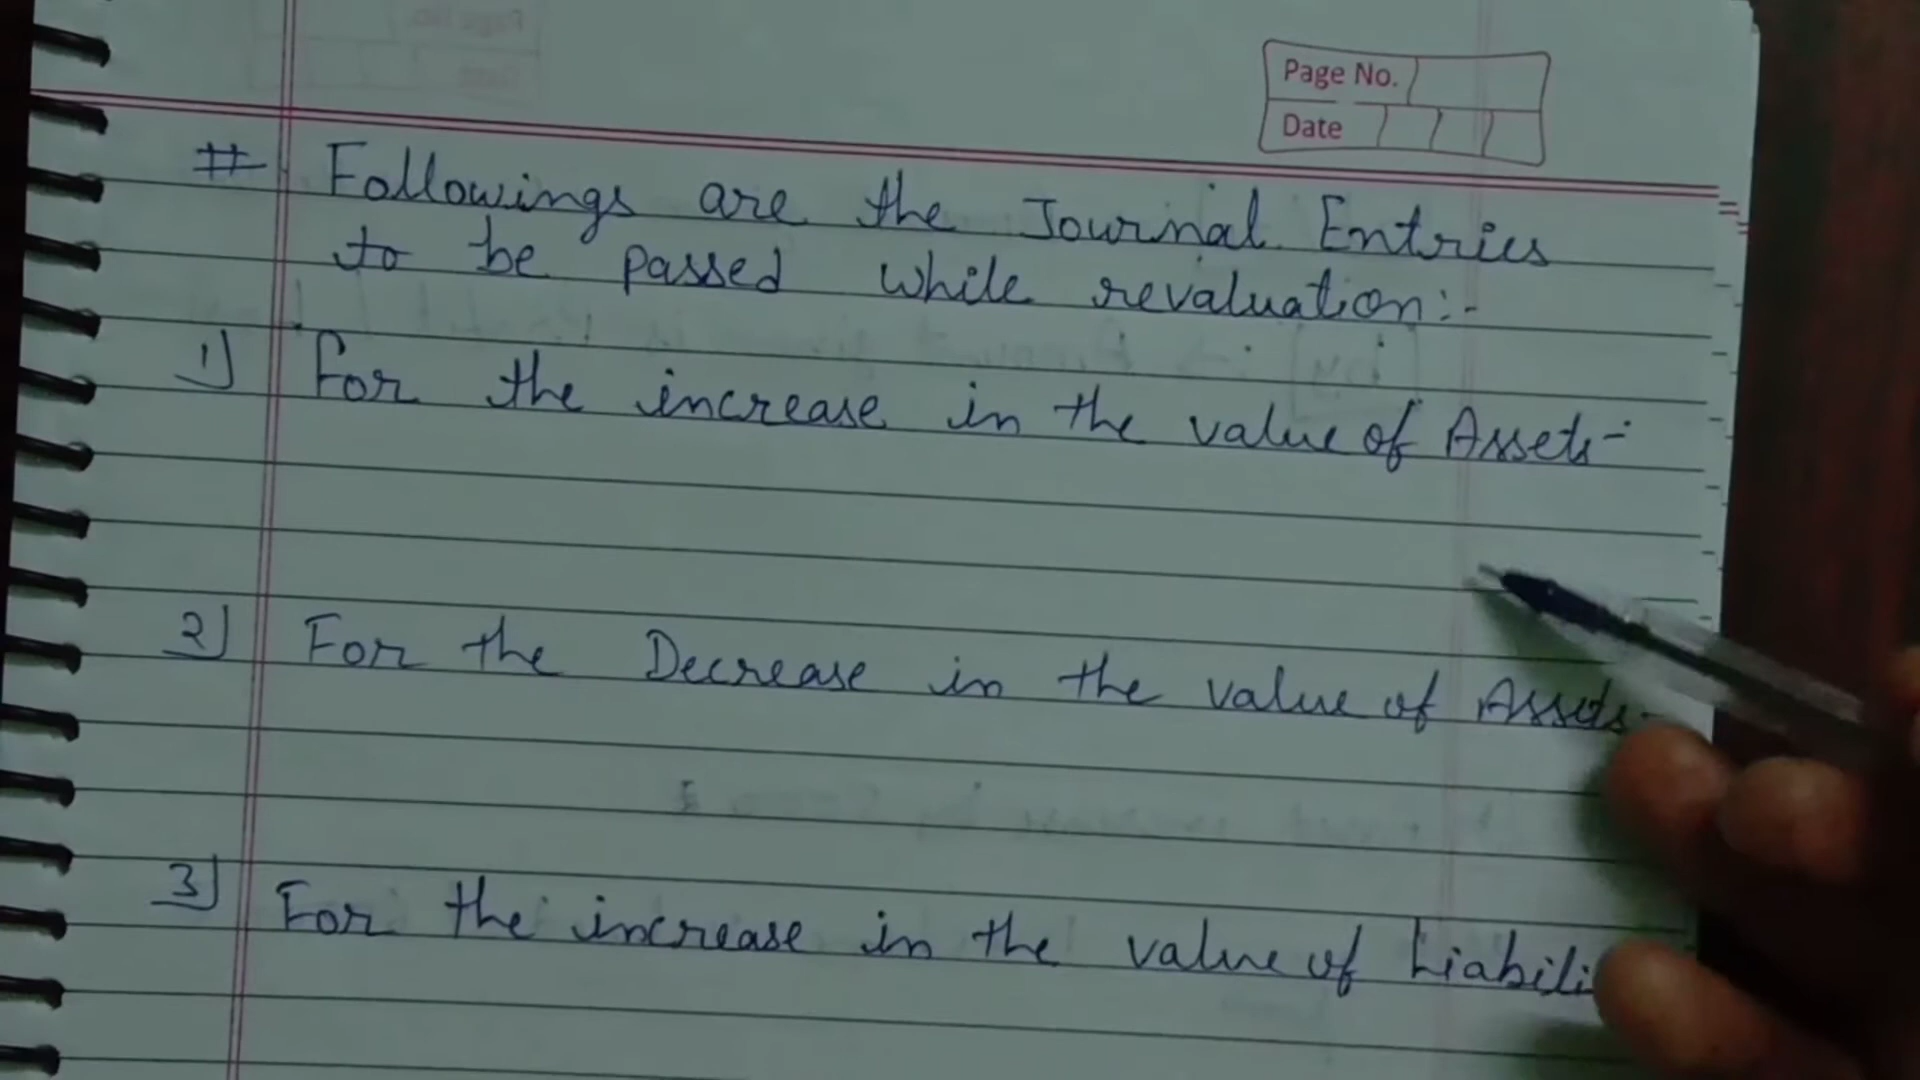 Page No.
Date
# Followings are the Journal Entries
to be passed while revaluation:-
1) For the increase in the value of Assets-
2) For the Decrease in the value of Assets-
3) For the increase in the value of Liabili